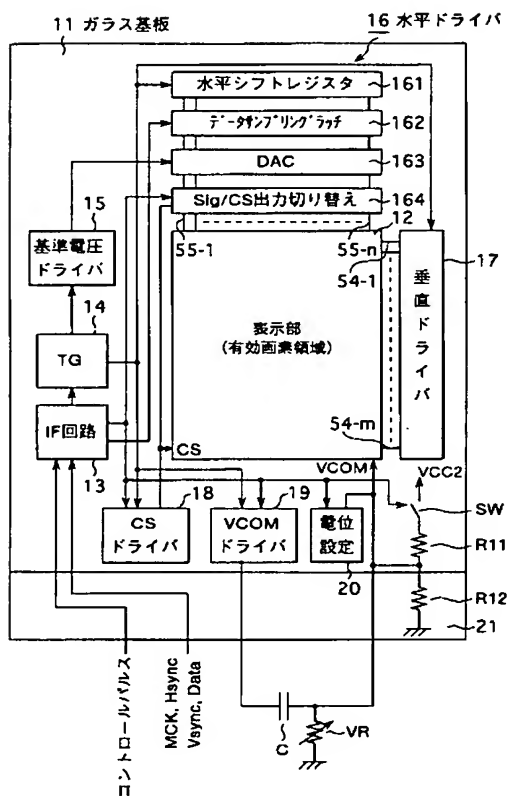 11 ガラス基板
16 水平ドライバ
水平シフトレジスタ
161
データサンプリングラッチ
162
DAC
163
Sig/CS出力切り替え
164
15
基準電圧
ドライバ
55-1
55-n
12
54-1
17
垂直ドライバ
14
TG
表示部
(有効画素領域)
IF回路
13
54-m
CS
VCOM
VCC2
18
CS
ドライバ
19
VCOM
ドライバ
電位
設定
20
SW
R11
R12
21
コントロールパルス
MCK, Hsync
Vsync, Data
C
VR